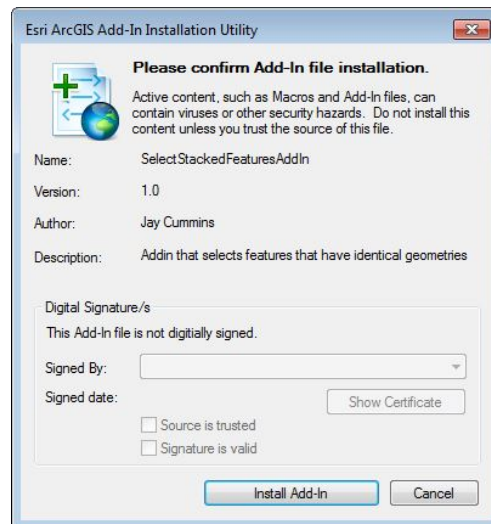 Esri ArcGIS Add-In Installation Utility
Please confirm Add-In file installation.
Active content, such as Macros and Add-In files, can
contain viruses or other security hazards. Do not install this
content unless you trust the source of this file.
Name: SelectStackedFeaturesAddIn
Version: 1.0
Author: Jay Cummins
Description: Addin that selects features that have identical geometries
Digital Signature/s
This Add-In file is not digitially signed.
Signed By:
Signed date:
Show Certificate
Source is trusted
Signature is valid
Install Add-In Cancel